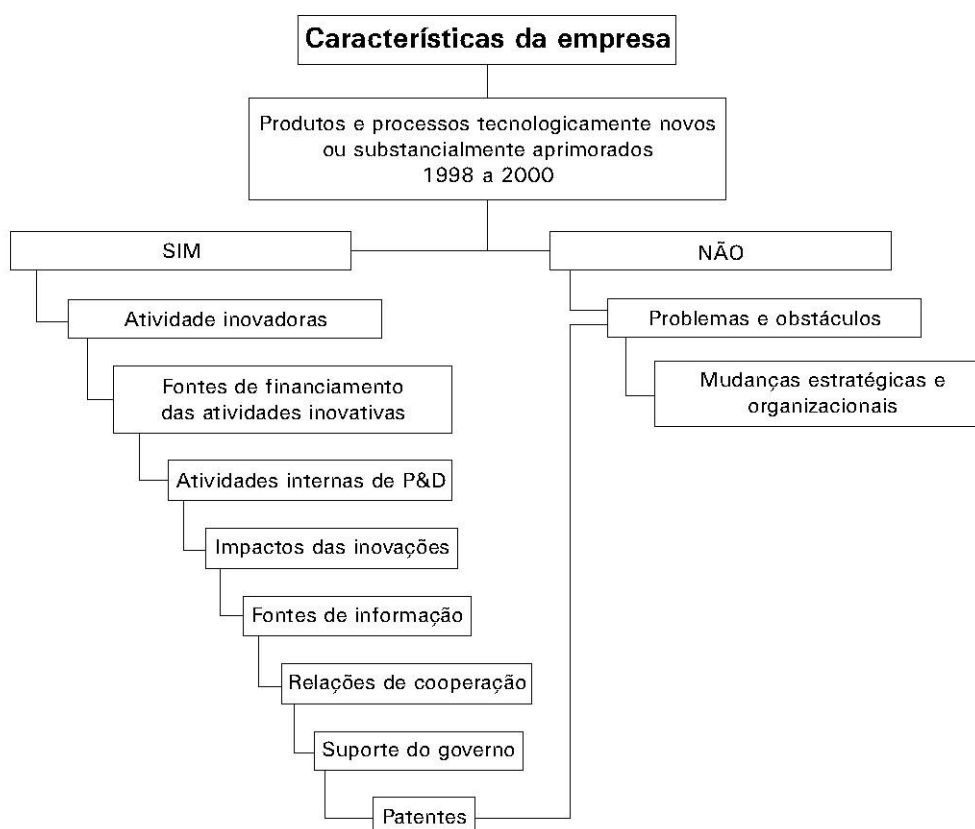 Características da empresa
Produtos e processos tecnologicamente novos
ou substancialmente aprimorados
1998 a 2000
SIM
NÃO
Atividade inovadoras
Problemas e obstáculos
Fontes de financiamento
das atividades inovativas
Mudanças estratégicas e
organizacionais
Atividades internas de P&D
Impactos das inovações
Fontes de informação
Relações de cooperação
Suporte do governo
Patentes